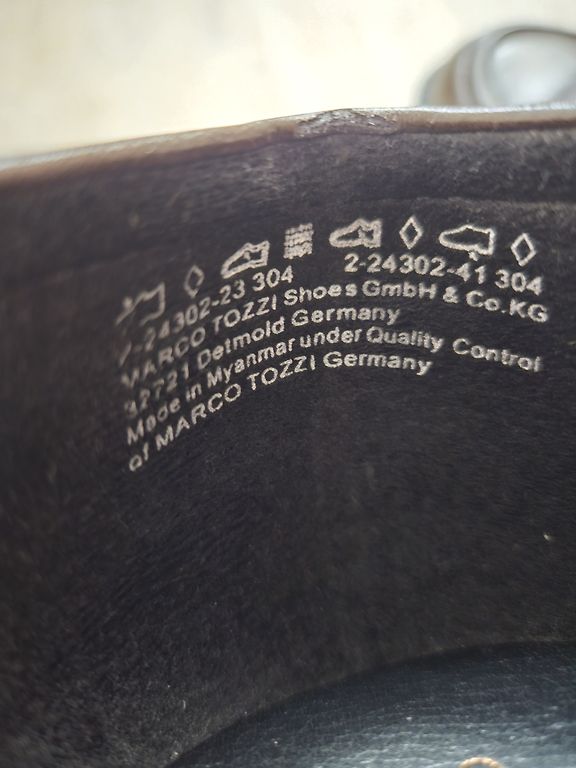 2-24302-23 304 2-24302-41 304
MARCO TOZZI Shoes GmbH & Co.KG
32721 Detmold Germany
Made in Myanmar under Quality Control
of MARCO TOZZI Germany